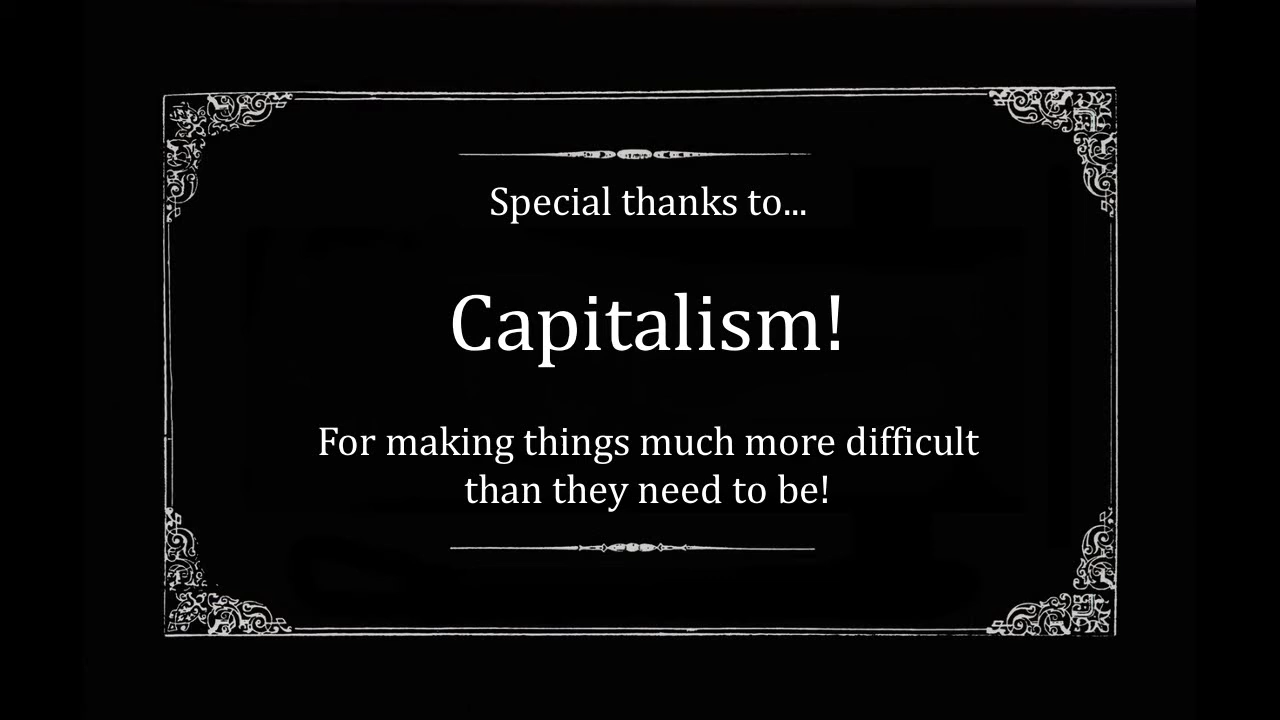 Special thanks to...
Capitalism!
For making things much more difficult
than they need to be!